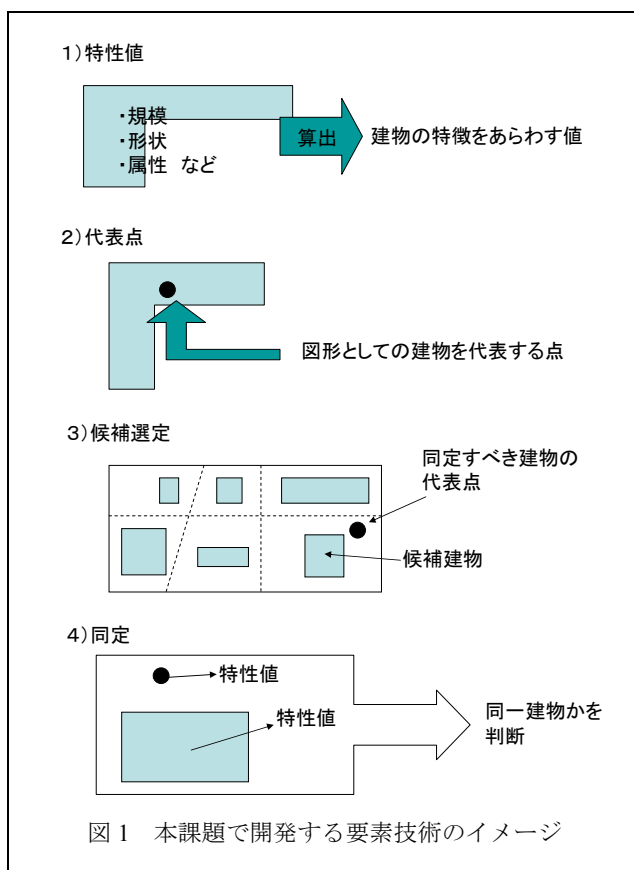 1)特性値
・規模
・形状
・属性 など
算出
建物の特徴をあらわす値
2)代表点
図形としての建物を代表する点
3)候補選定
同定すべき建物の
代表点
候補建物
4)同定
特性値
特性値
同一建物かを
判断
図 1 本課題で開発する要素技術のイメージ